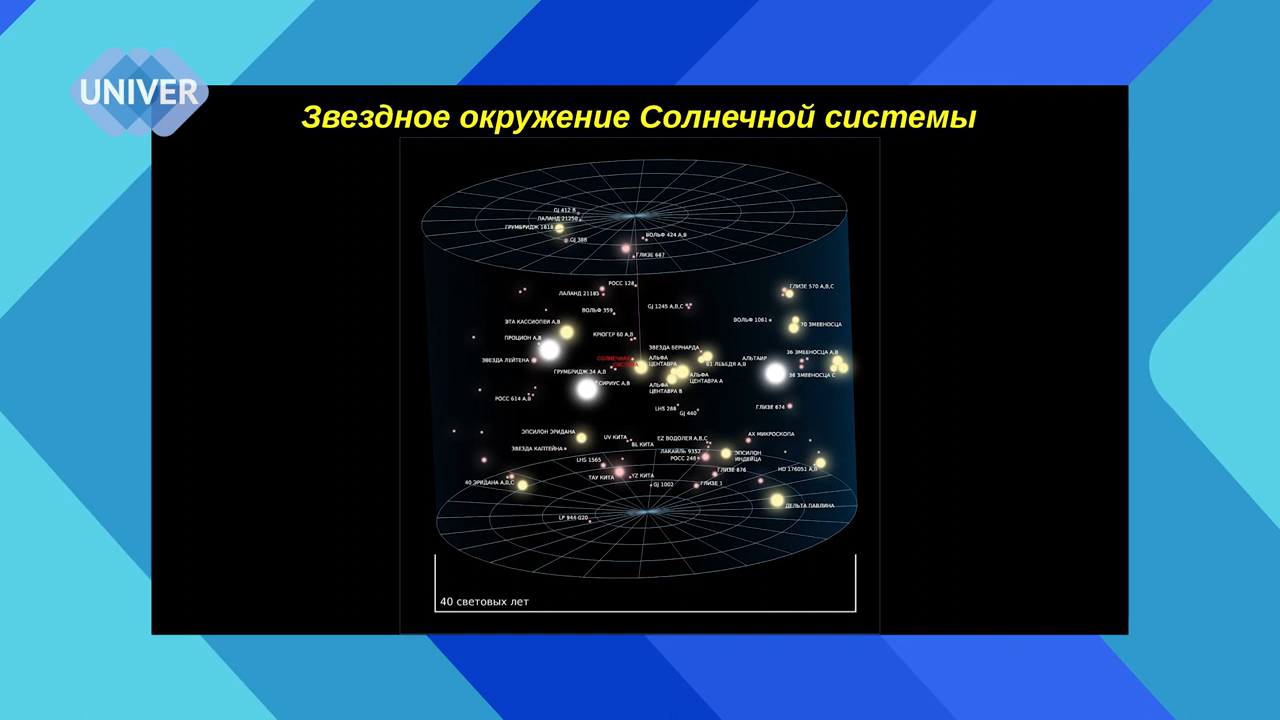 UNIVER
Звездное окружение Солнечной системы
GJ 412 B
ЛАЛАНД 21258
ГРУМБРИДЖ 1618
GJ 388
ВОЛЬФ 424 A,B
ГЛИЗЕ 687
РОСС 128
ЛАЛАНД 21185
ГЛИЗЕ 570 A,B,C
GJ 1245 A,B,C
ВОЛЬФ 359
ЭТА КАССИОПЕИ A,B
ВОЛЬФ 1061
70 ЗМЕЕНОСЦА
ПРОЦИОН A,B
КРЮГЕР 60 A,B
ЗВЕЗДА БЕРНАРДА
36 ЗМЕЕНОСЦА A,B
ЗВЕЗДА ЛЕЙТЕНА
СОЛНЕЧНАЯ
СИСТЕМА
АЛЬФА
ЦЕНТАВРА
61 ЛЕБЕДЯ A,B
АЛЬТАИР
ГРУМБРИДЖ 34 A,B
АЛЬФА
ЦЕНТАВРА A
36 ЗМЕЕНОСЦА C
СИРИУС A,B
АЛЬФА
ЦЕНТАВРА B
РОСС 614 A,B
LHS 288
GJ 440
ГЛИЗЕ 674
ЭПСИЛОН ЭРИДАНА
UV КИТА
BL КИТА
EZ ВОДОЛЕЯ A,B,C
AX МИКРОСКОПА
ЗВЕЗДА КАПТЕЙНА
ЛАКАЙЛЬ 9352
ЭПСИЛОН
ИНДЕЙЦА
LHS 1565
РОСС 248
ГЛИЗЕ 876
HD 176051 A,B
ТАУ КИТА
YZ КИТА
40 ЭРИДАНА A,B,C
GJ 1002
ГЛИЗЕ 1
ДЕЛЬТА ПАВЛИНА
LP 944-020
40 световых лет